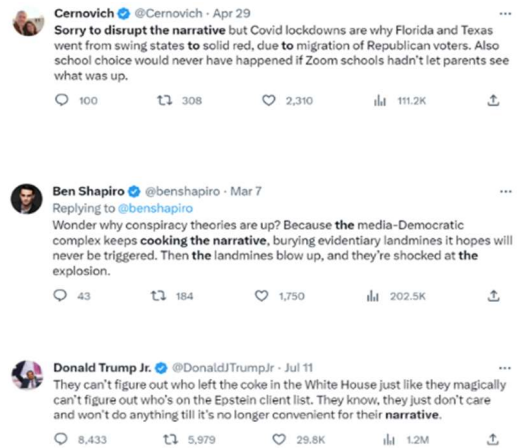 Cernovich @Cernovich · Apr 29
Sorry to disrupt the narrative but Covid lockdowns are why Florida and Texas
went from swing states to solid red, due to migration of Republican voters. Also
school choice would never have happened if Zoom schools hadn't let parents see
what was up.
100 308 2,310 111.2K
Ben Shapiro @benshapiro · Mar 7
Replying to @benshapiro
Wonder why conspiracy theories are up? Because the media-Democratic
complex keeps cooking the narrative, burying evidentiary landmines it hopes will
never be triggered. Then the landmines blow up, and they're shocked at the
explosion.
43 184 1,750 202.5K
Donald Trump Jr. @DonaldJTrumpJr · Jul 11
They can't figure out who left the coke in the White House just like they magically
can't figure out who's on the Epstein client list. They know, they just don't care
and won't do anything till it's no longer convenient for their narrative.
8,433 5,979 29.8K 1.2M